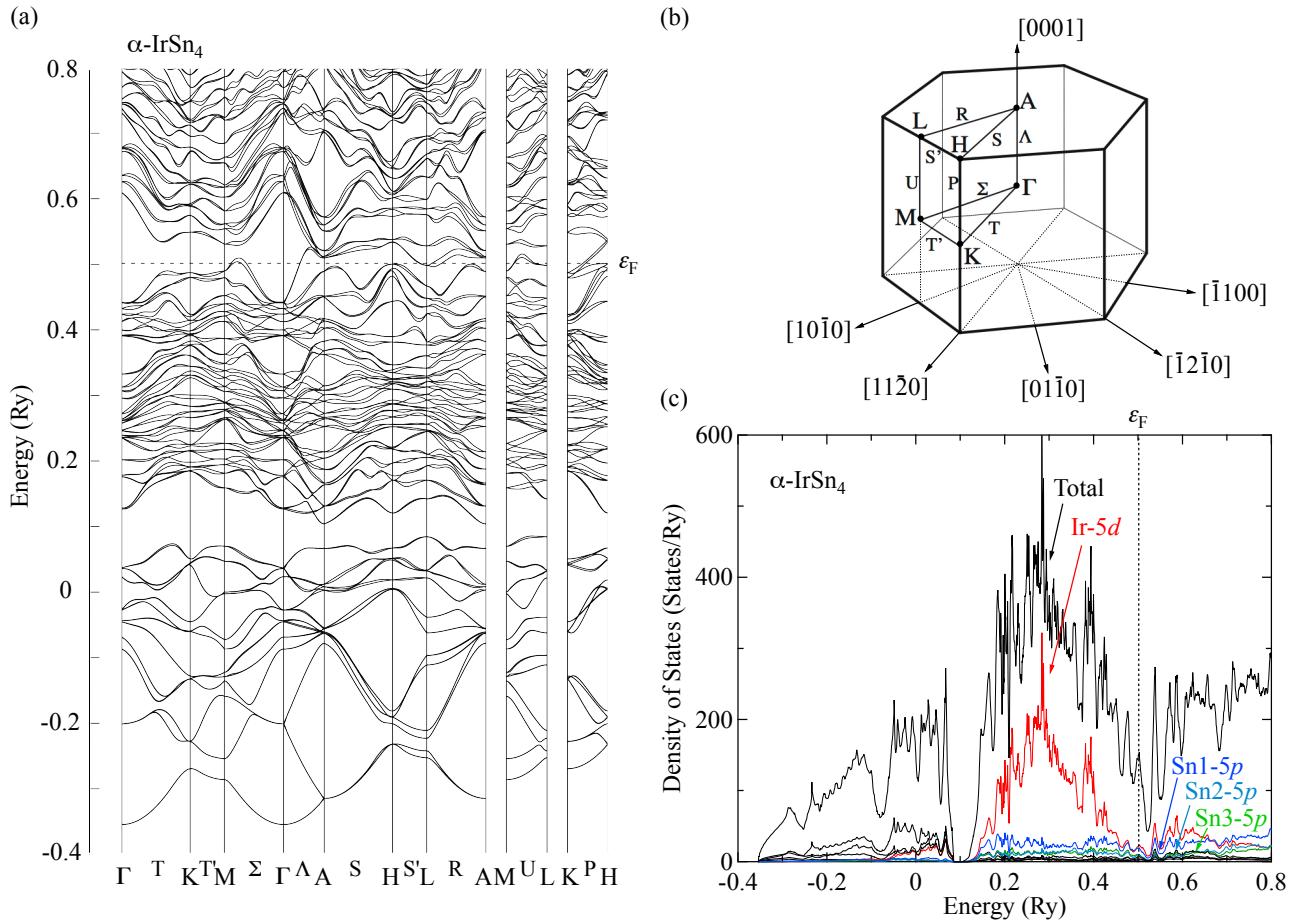 (a)
α-IrSn4
0.8
0.6
0.4
0.2
0
-0.2
-0.4
Energy (Ry)
εF
Γ T K T' M Σ Γ Λ A S H S' L R A M U L K P H
(b)
[0001]
A
R
L
S
Λ
H
S'
U
P
Σ
Γ
M
T
T'
K
[1̄100]
[101̄0]
[1̄21̄0]
[112̄0]
[011̄0]
(c)
εF
600
400
200
0
Density of States (States/Ry)
α-IrSn4
Total
Ir-5d
Sn1-5p
Sn2-5p
Sn3-5p
-0.4 -0.2 0 0.2 0.4 0.6 0.8
Energy (Ry)